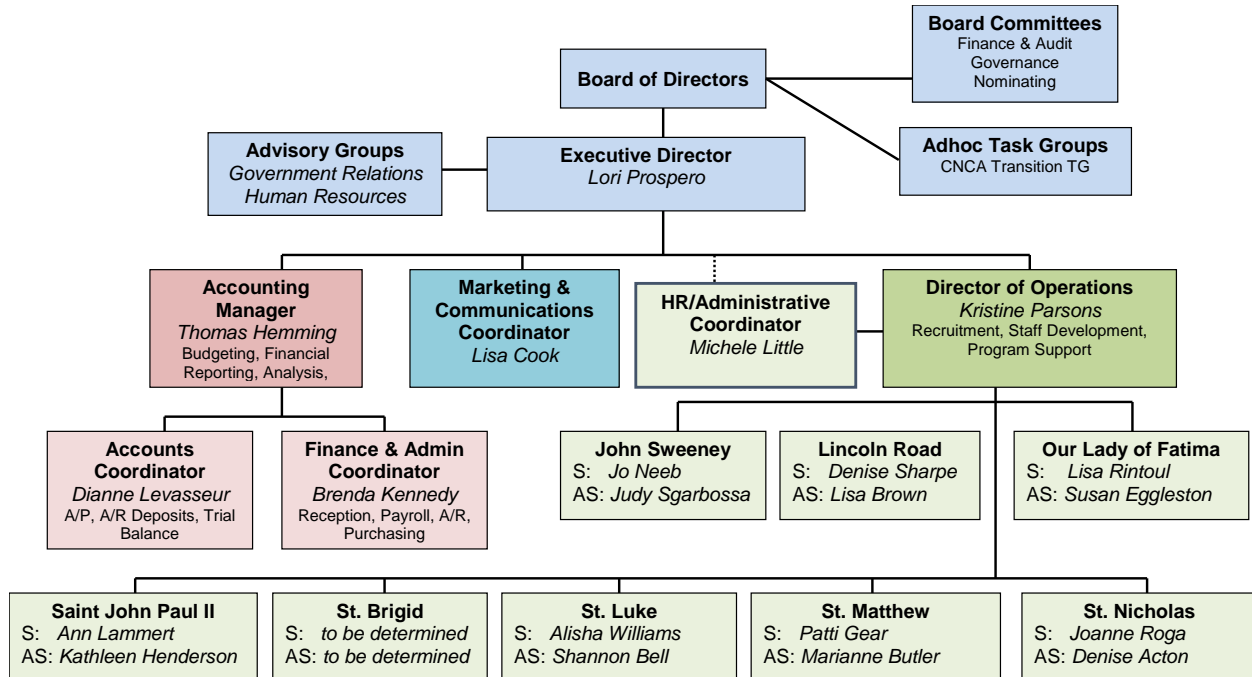 Board Committees
Finance & Audit
Governance
Nominating
Board of Directors
Adhoc Task Groups
CNCA Transition TG
Advisory Groups
Government Relations
Human Resources
Executive Director
Lori Prospero
Accounting
Manager
Thomas Hemming
Budgeting, Financial
Reporting, Analysis,
Marketing &
Communications
Coordinator
Lisa Cook
HR/Administrative
Coordinator
Michele Little
Director of Operations
Kristine Parsons
Recruitment, Staff Development,
Program Support
Accounts
Coordinator
Dianne Levasseur
A/P, A/R Deposits, Trial
Balance
Finance & Admin
Coordinator
Brenda Kennedy
Reception, Payroll, A/R,
Purchasing
John Sweeney
S: Jo Neeb
AS: Judy Sgarbossa
Lincoln Road
S: Denise Sharpe
AS: Lisa Brown
Our Lady of Fatima
S: Lisa Rintoul
AS: Susan Eggleston
Saint John Paul II
S: Ann Lammert
AS: Kathleen Henderson
St. Brigid
S: to be determined
AS: to be determined
St. Luke
S: Alisha Williams
AS: Shannon Bell
St. Matthew
S: Patti Gear
AS: Marianne Butler
St. Nicholas
S: Joanne Roga
AS: Denise Acton